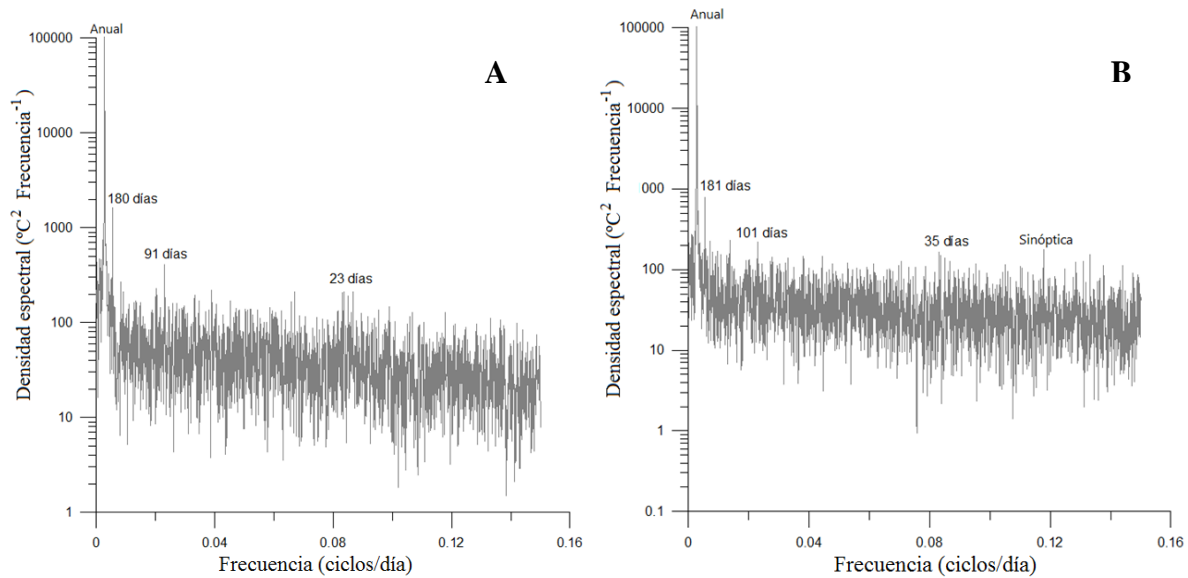 Anual
100000
10000
1000
100
10
1
A
180 días
91 días
23 días
0
0.04
0.08
0.12
0.16
Densidad espectral (ºC² Frecuencia⁻¹)
Frecuencia (ciclos/día)
Anual
100000
10000
000
100
10
1
0.1
B
181 días
101 días
35 días
Sinóptica
0
0.04
0.08
0.12
0.16
Densidad espectral (ºC² Frecuencia⁻¹)
Frecuencia (ciclos/día)